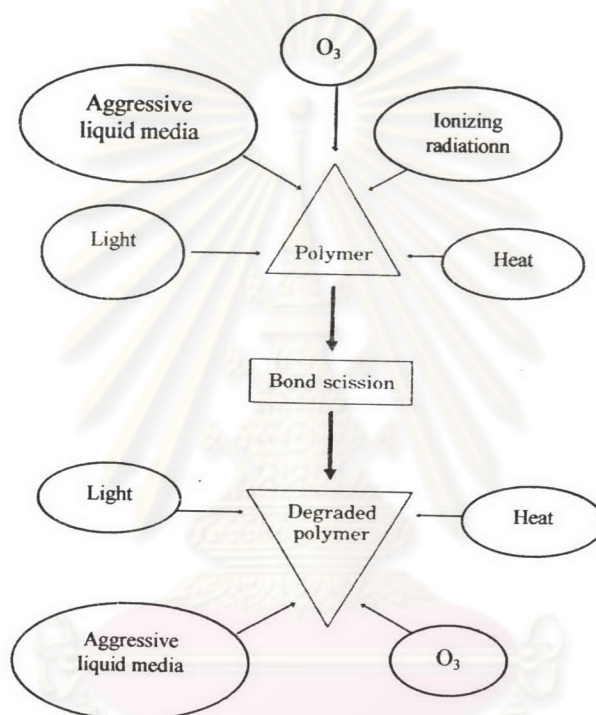 O₃
Aggressive
liquid media
Ionizing
radiationn
Light
Polymer
Heat
Bond scission
Light
Degraded
polymer
Heat
Aggressive
liquid media
O₃